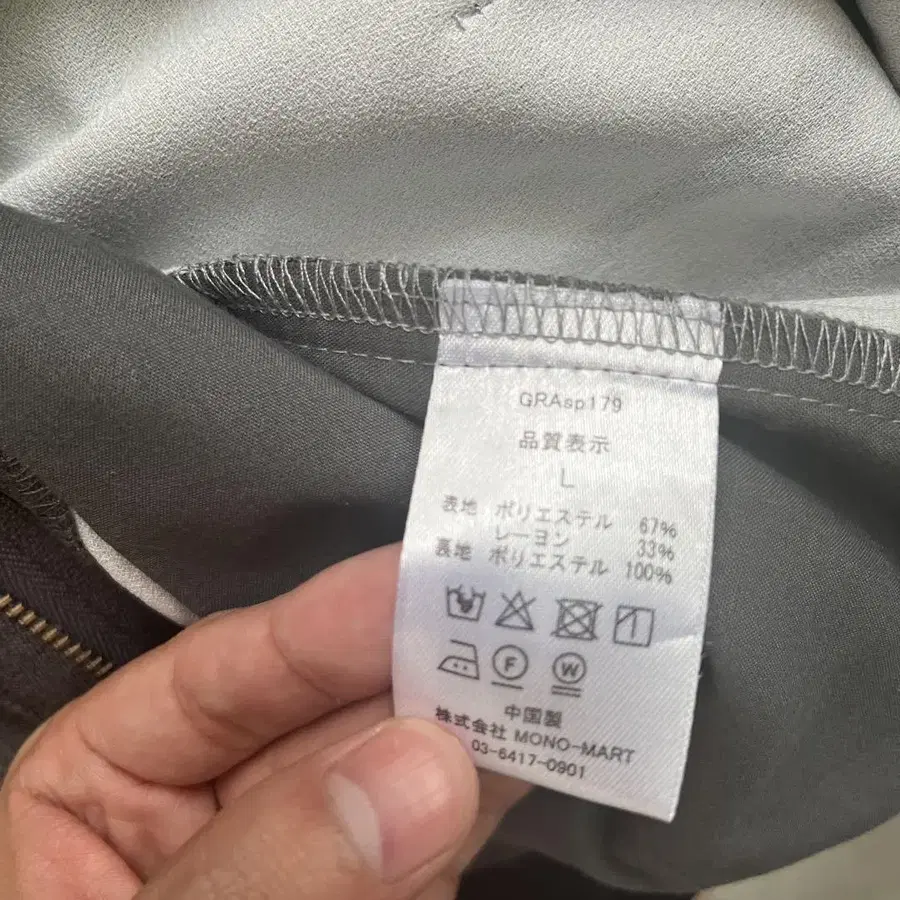 GRAsp179
品質表示
L
表地 ポリエステル 67%
レーヨン 33%
裏地 ポリエステル 100%
F W
中国製
株式会社 MONO-MART
03-6417-0901